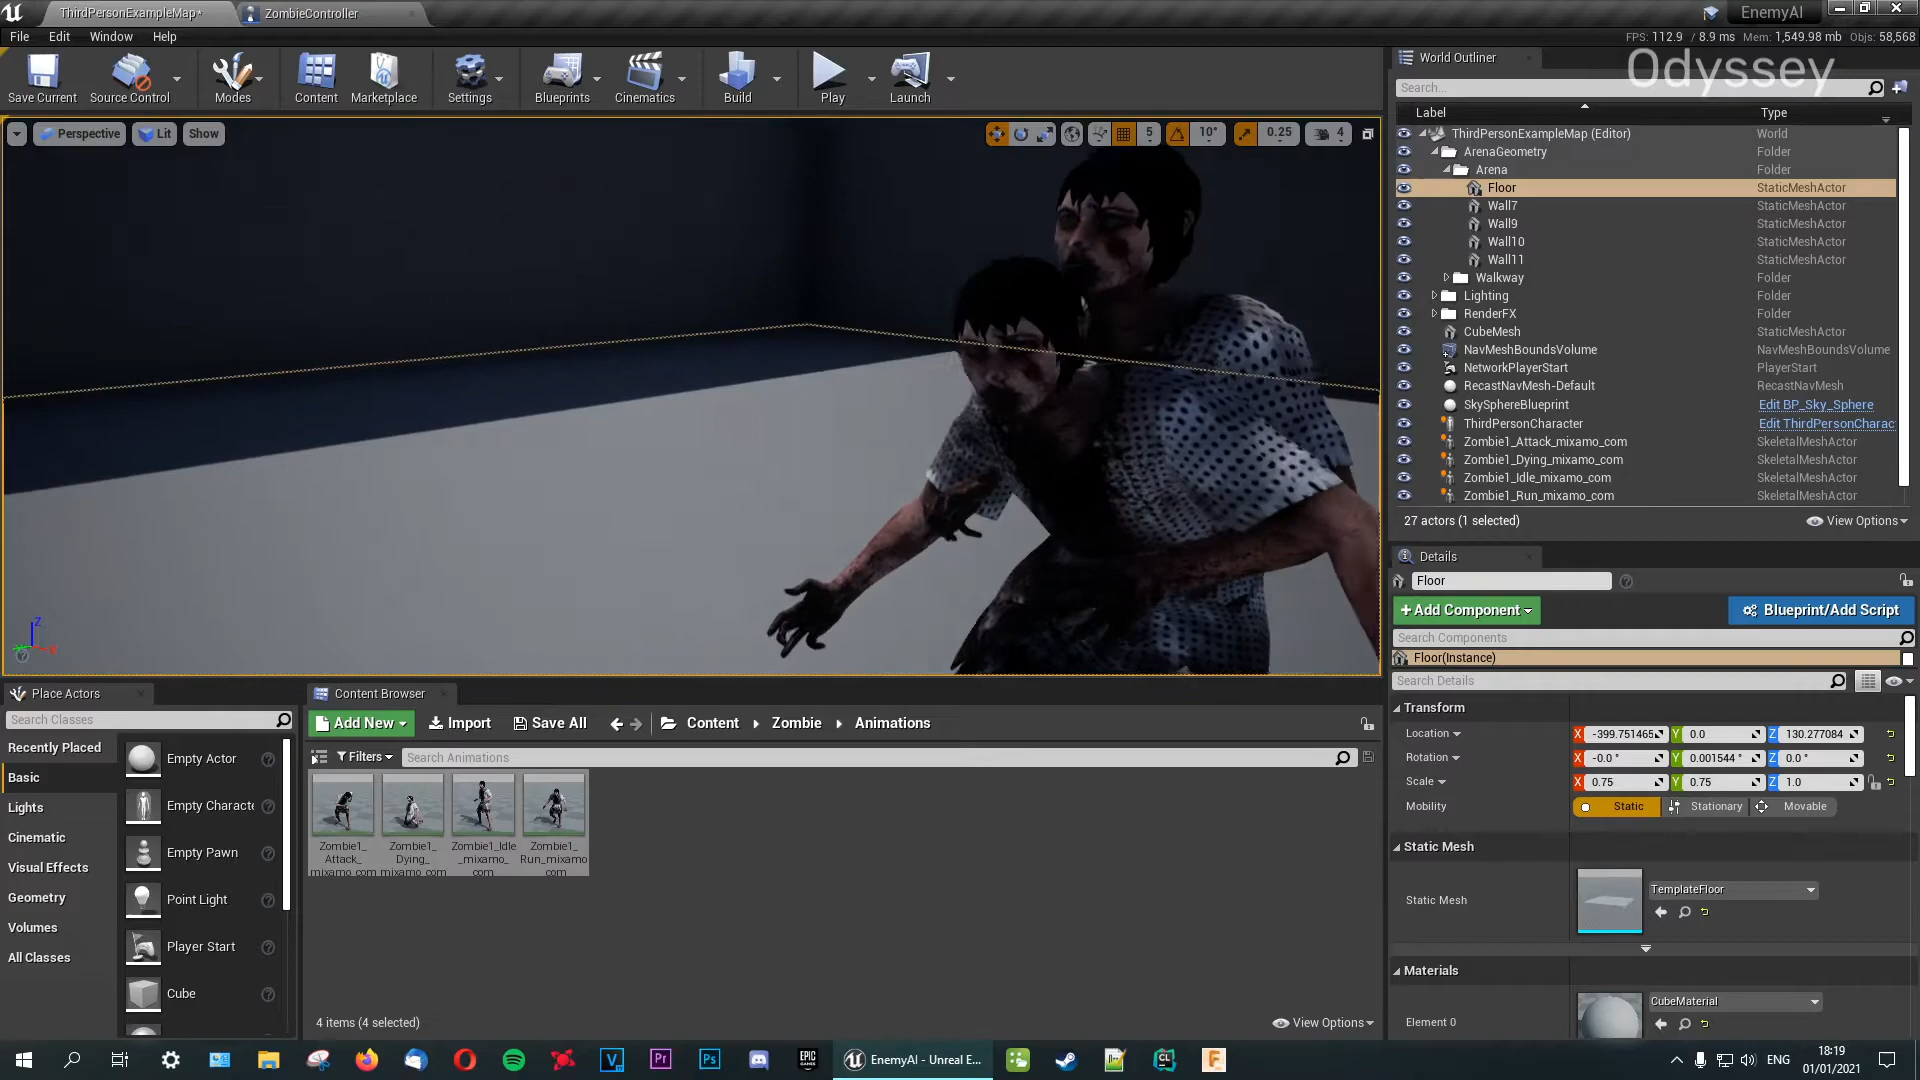 ThirdPersonExampleMap*
ZombieController
EnemyAI
File Edit Window Help
FPS: 112.9 / 8.9 ms Mem: 1,549.98 mb Objs: 58,568
Odyssey
Save Current
Source Control
Modes
Content
Marketplace
Settings
Blueprints
Cinematics
Build
Play
Launch
World Outliner
Search...
Label Type
Perspective Lit Show
5 10° 0.25 4
ThirdPersonExampleMap (Editor) World
ArenaGeometry Folder
Arena Folder
Floor StaticMeshActor
Wall7 StaticMeshActor
Wall9 StaticMeshActor
Wall10 StaticMeshActor
Wall11 StaticMeshActor
Walkway Folder
Lighting Folder
RenderFX Folder
CubeMesh StaticMeshActor
NavMeshBoundsVolume NavMeshBoundsVolume
NetworkPlayerStart PlayerStart
RecastNavMesh-Default RecastNavMesh
SkySphereBlueprint Edit BP_Sky_Sphere
ThirdPersonCharacter Edit ThirdPersonCharac
Zombie1_Attack_mixamo_com SkeletalMeshActor
Zombie1_Dying_mixamo_com SkeletalMeshActor
Zombie1_Idle_mixamo_com SkeletalMeshActor
Zombie1_Run_mixamo_com SkeletalMeshActor
27 actors (1 selected) View Options
Details
Floor
+Add Component Blueprint/Add Script
Search Components
Floor(Instance)
Search Details
Transform
Location X -399.751465 Y 0.0 Z 130.277084
Rotation X -0.0 ° Y 0.001544 ° Z 0.0 °
Scale X 0.75 Y 0.75 Z 1.0
Mobility Static Stationary Movable
Static Mesh
Static Mesh TemplateFloor
Materials
Element 0 CubeMaterial
z
x
Place Actors
Search Classes
Recently Placed
Basic
Lights
Cinematic
Visual Effects
Geometry
Volumes
All Classes
Empty Actor
Empty Characte
Empty Pawn
Point Light
Player Start
Cube
Content Browser
Add New Import Save All Content Zombie Animations
Filters Search Animations
Zombie1_
Attack_
mixamo_com
Zombie1_
Dying_
mixamo_com
Zombie1_Idle
_mixamo_
com
Zombie1_
Run_mixamo
com
4 items (4 selected) View Options
EnemyAI - Unreal E...
ENG
18:19
01/01/2021